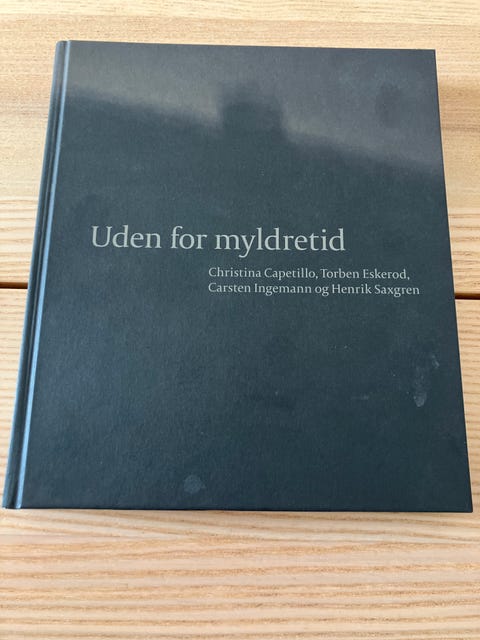 Uden for myldretid
Christina Capetillo, Torben Eskerod,
Carsten Ingemann og Henrik Saxgren